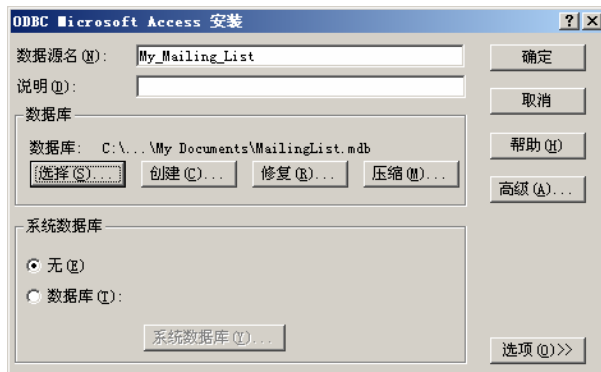 ODBC Microsoft Access 安装
数据源名(N): My_Mailing_List
说明(D):
数据库
数据库: C:\...\My Documents\MailingList.mdb
选择(S)... 创建(C)... 修复(R)... 压缩(M)...
系统数据库
无(E)
数据库(T):
系统数据库(Y)...
确定
取消
帮助(H)
高级(A)...
选项(O)>>